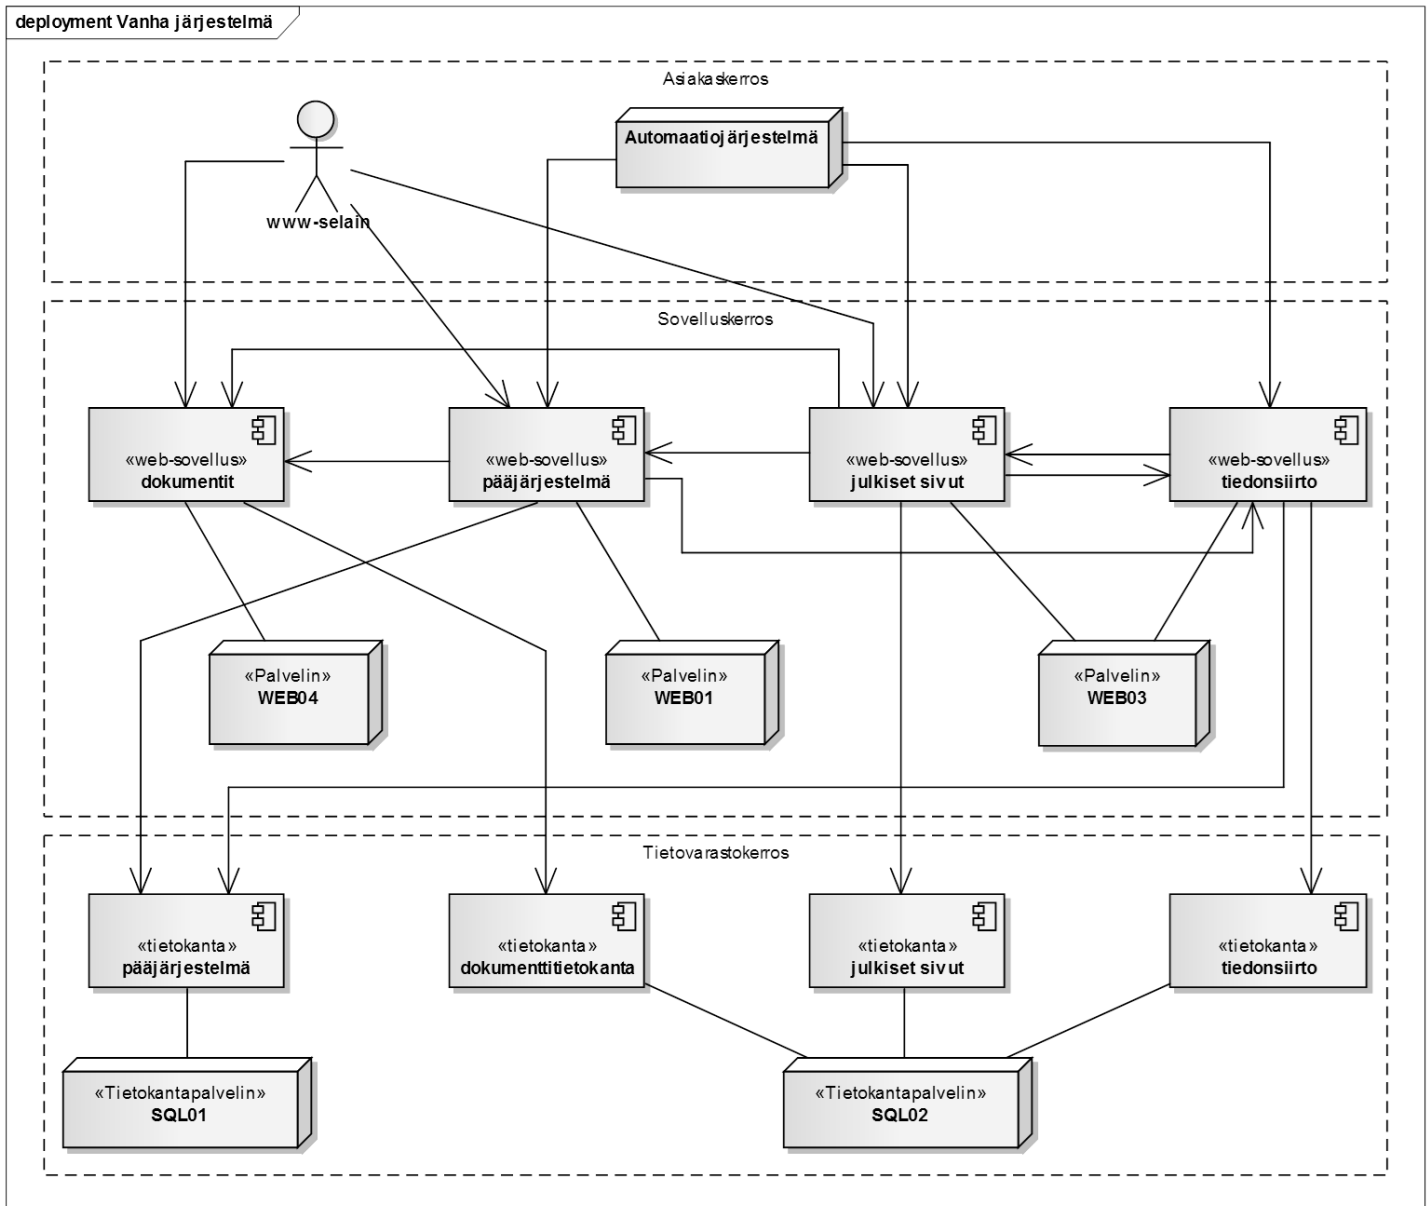 deployment Vanha järjestelmä
Asiakaskerros
www-selain
Automaatiojärjestelmä
Sovelluskerros
«web-sovellus»
dokumentit
«web-sovellus»
pääjärjestelmä
«web-sovellus»
julkiset sivut
«web-sovellus»
tiedonsiirto
«Palvelin»
WEB04
«Palvelin»
WEB01
«Palvelin»
WEB03
Tietovarastokerros
«tietokanta»
pääjärjestelmä
«tietokanta»
dokumenttitietokanta
«tietokanta»
julkiset sivut
«tietokanta»
tiedonsiirto
«Tietokantapalvelin»
SQL01
«Tietokantapalvelin»
SQL02